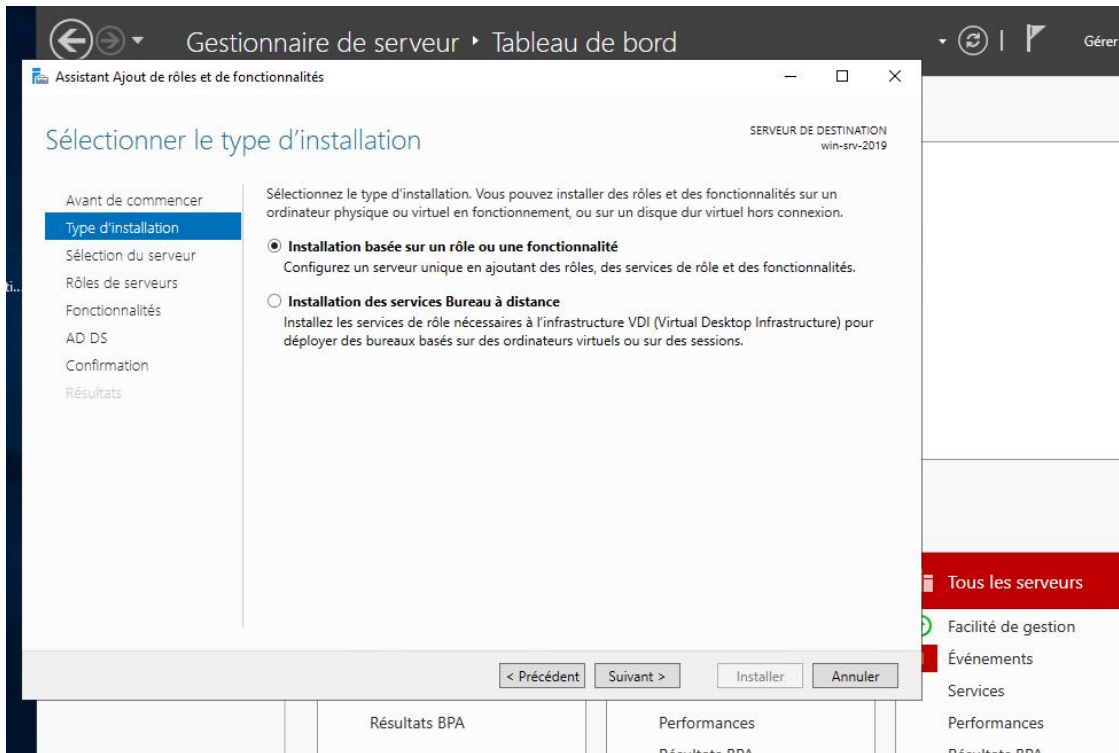 Gestionnaire de serveur ‣ Tableau de bord
Gérer
Assistant Ajout de rôles et de fonctionnalités
Sélectionner le type d’installation
SERVEUR DE DESTINATION
win-srv-2019
Avant de commencer
Type d’installation
Sélection du serveur
Rôles de serveurs
Fonctionnalités
AD DS
Confirmation
Résultats
Sélectionnez le type d’installation. Vous pouvez installer des rôles et des fonctionnalités sur un
ordinateur physique ou virtuel en fonctionnement, ou sur un disque dur virtuel hors connexion.
Installation basée sur un rôle ou une fonctionnalité
Configurez un serveur unique en ajoutant des rôles, des services de rôle et des fonctionnalités.
Installation des services Bureau à distance
Installez les services de rôle nécessaires à l’infrastructure VDI (Virtual Desktop Infrastructure) pour
déployer des bureaux basés sur des ordinateurs virtuels ou sur des sessions.
< Précédent
Suivant >
Installer
Annuler
Tous les serveurs
Facilité de gestion
Événements
Services
Performances
Résultats BPA
Résultats BPA
Performances
Résultats BPA